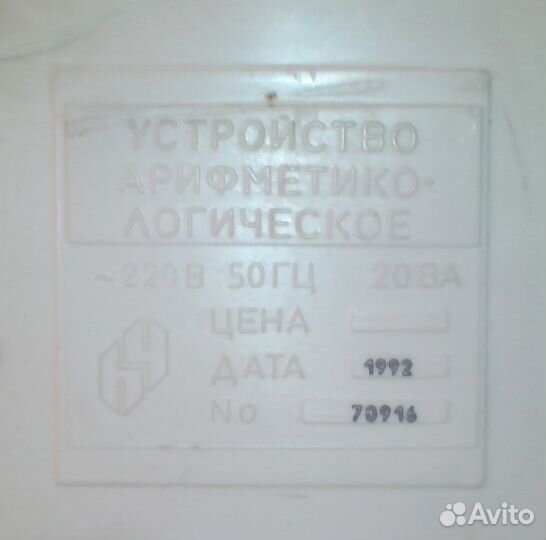 УСТРОЙСТВО
АРИФМЕТИКО-
ЛОГИЧЕСКОЕ
~220В 50ГЦ 20ВА
ЦЕНА
ДАТА 1992
No 70916
Avito